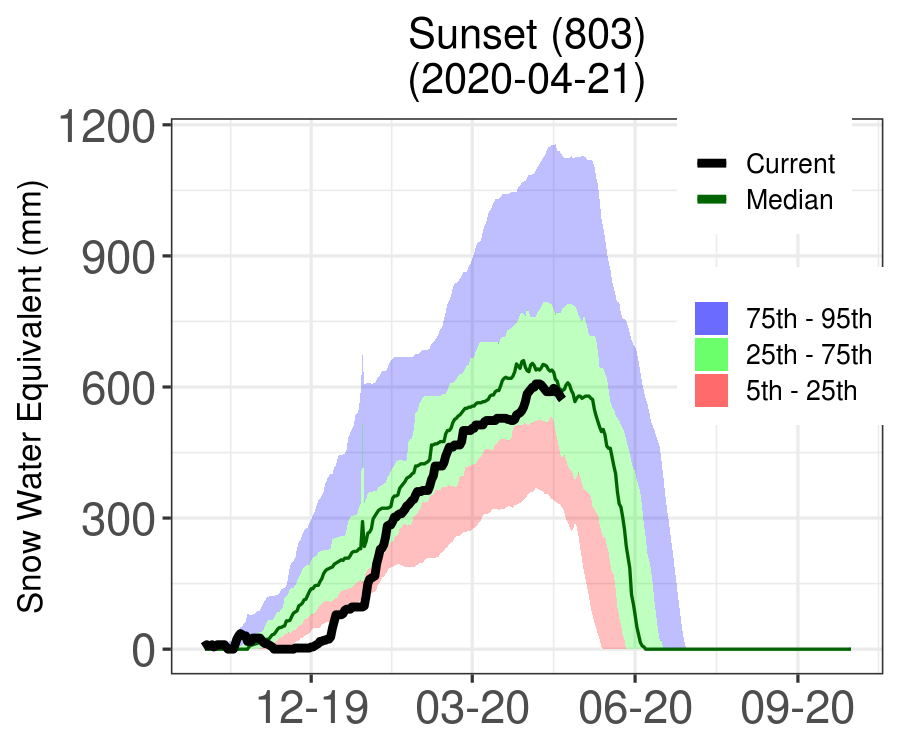 Sunset (803)
(2020-04-21)
Snow Water Equivalent (mm)
1200
900
600
300
0
12-19
03-20
06-20
09-20
Current
Median
75th - 95th
25th - 75th
5th - 25th